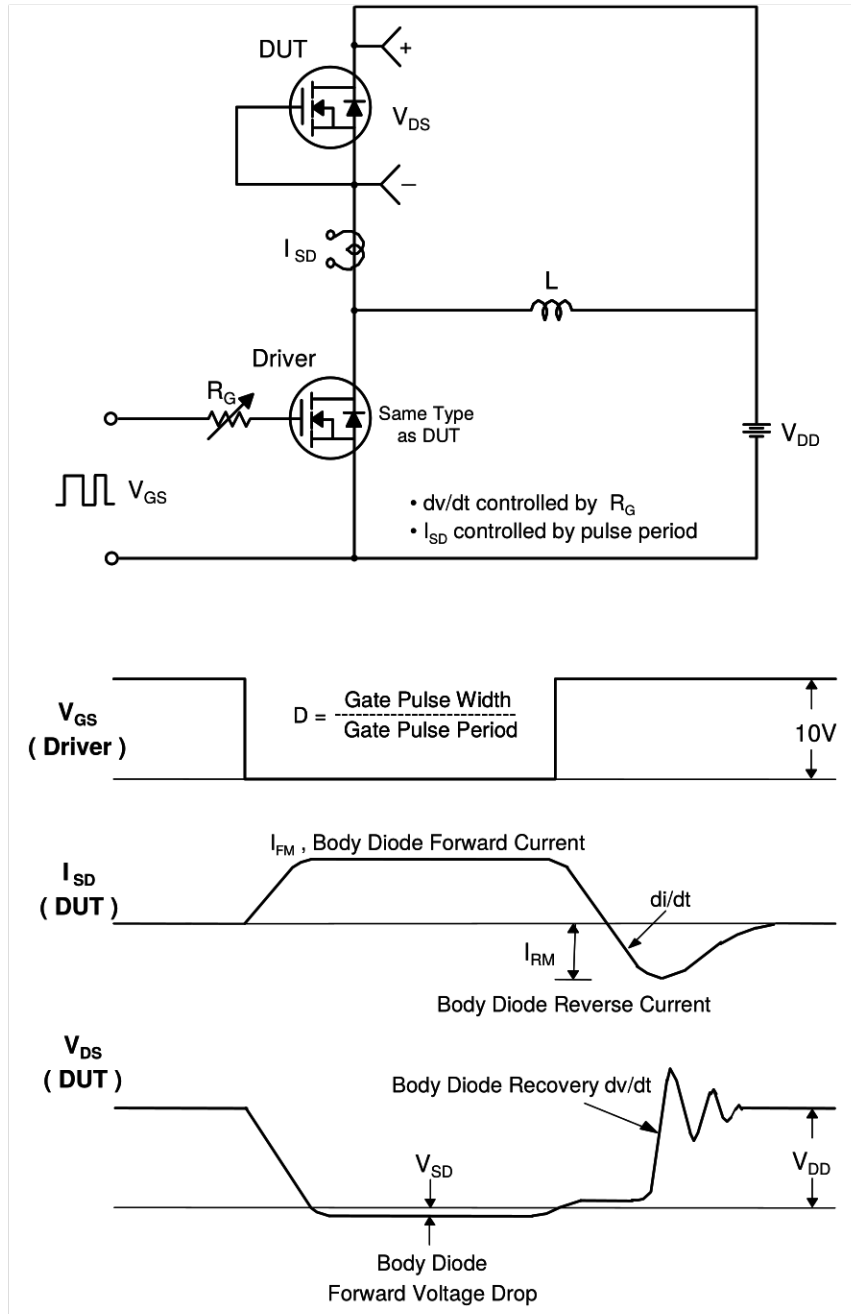 DUT
+
V_DS
−
I_SD
L
Driver
R_G
Same Type
as DUT
V_DD
V_GS
• dv/dt controlled by R_G
• I_SD controlled by pulse period
V_GS
( Driver )
D = Gate Pulse Width
Gate Pulse Period
10V
I_FM , Body Diode Forward Current
I_SD
( DUT )
di/dt
I_RM
Body Diode Reverse Current
V_DS
( DUT )
Body Diode Recovery dv/dt
V_SD
V_DD
Body Diode
Forward Voltage Drop